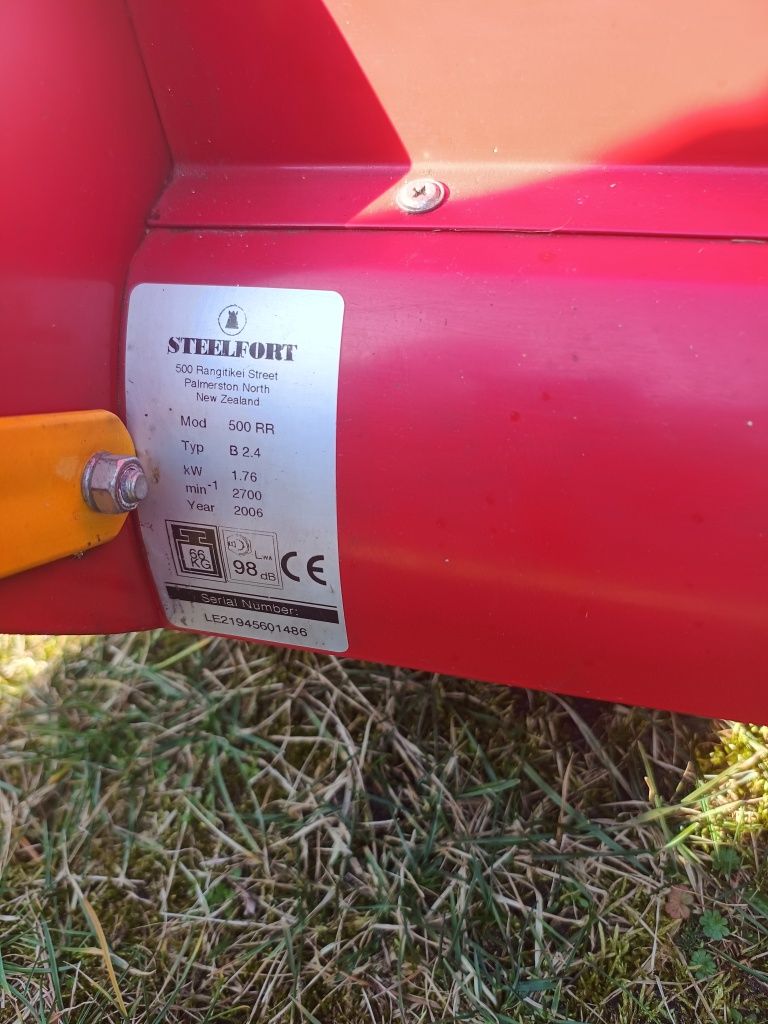 STEELFORT
500 Rangitikei Street
Palmerston North
New Zealand
Mod 500 RR
Typ B 2.4
kW 1.76
min-1 2700
Year 2006
66
KG
LWA
98 dB
CE
Serial Number:
LE21945601486